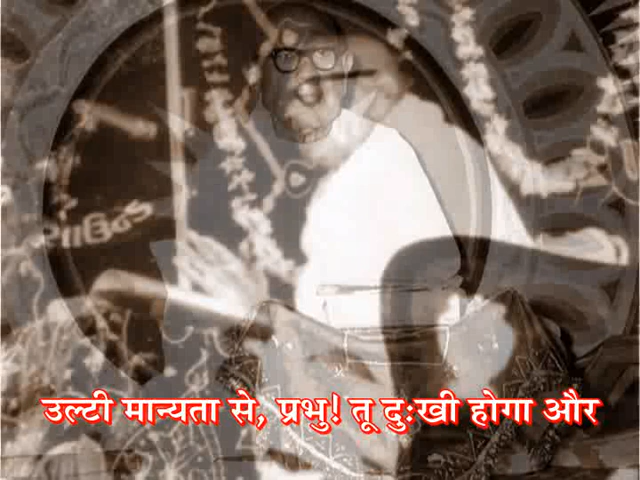 उल्टी मान्यता से, प्रभु! तू दुःखी होगा और